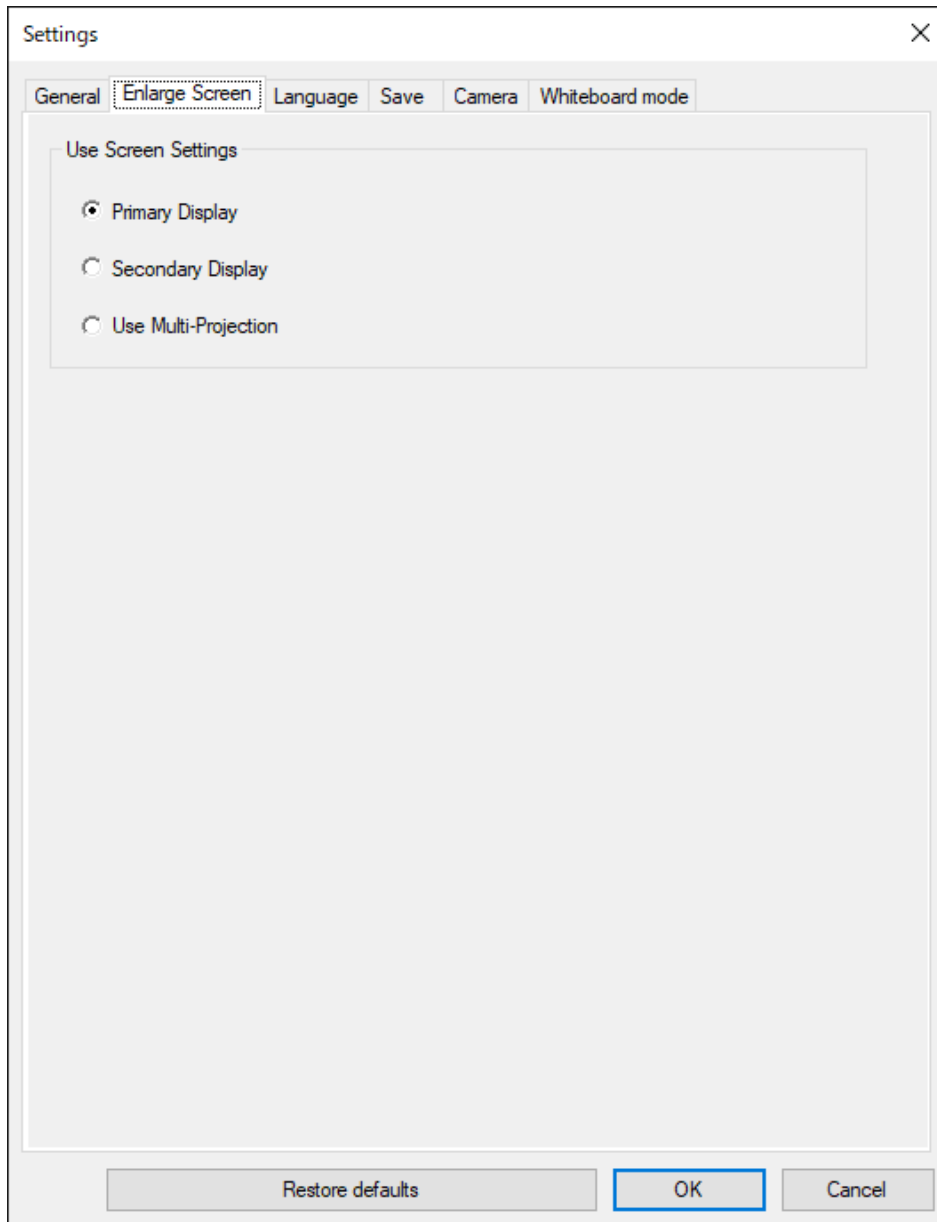 Settings
General Enlarge Screen Language Save Camera Whiteboard mode
Use Screen Settings
Primary Display
Secondary Display
Use Multi-Projection
Restore defaults OK Cancel